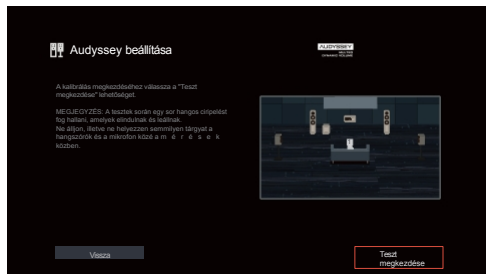 Audyssey beállítása
AUDYSSEY
A kalibrálás megkezdéséhez válassza a "Teszt
megkezdése" lehetőséget.
MEGJEGYZÉS: A tesztek során egy sor hangos ciripelést
fog hallani, amelyek elindulnak és leállnak.
Ne álljon, illetve ne helyezzen semmilyen tárgyat a
hangszórók és a mikrofon közé a m é r é s e k
közben.
Vissza
Teszt
megkezdése